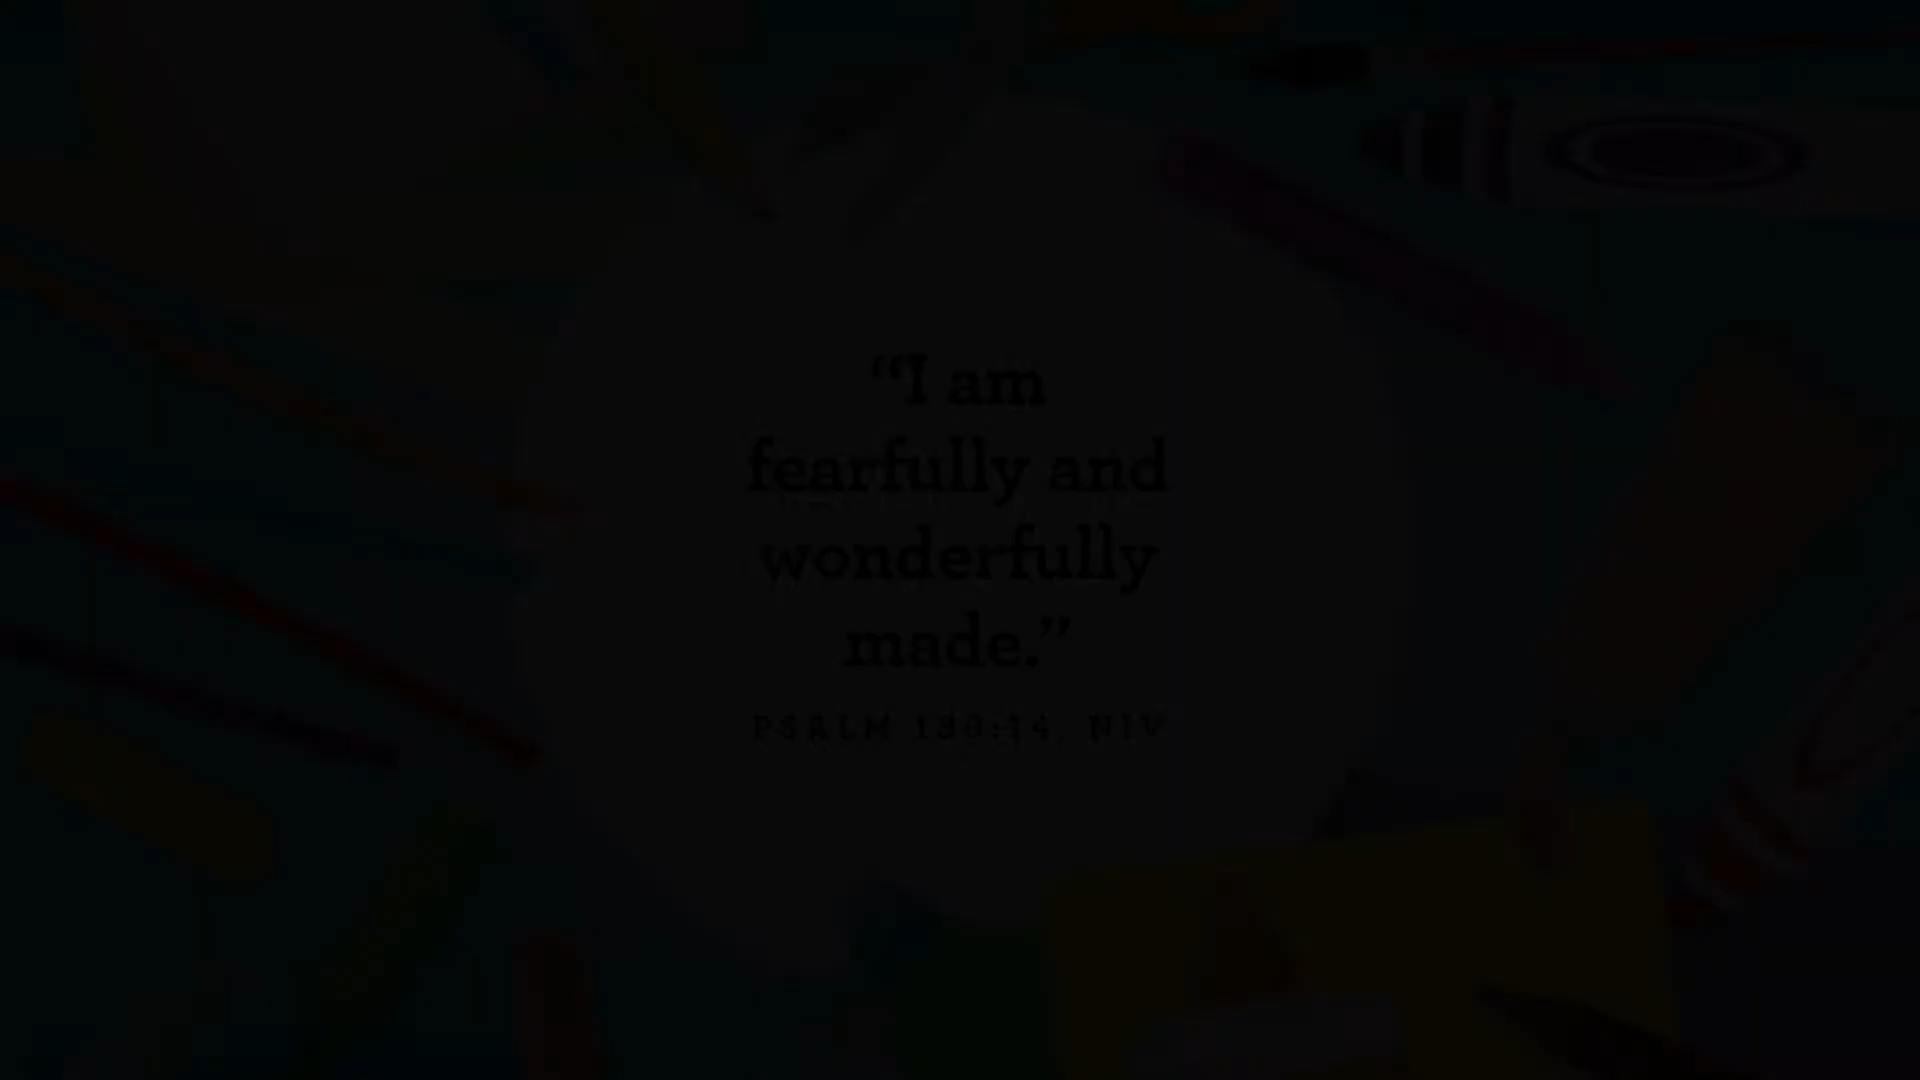 “I am
fearfully and
wonderfully
made.”
PSALM 139:14, NIV